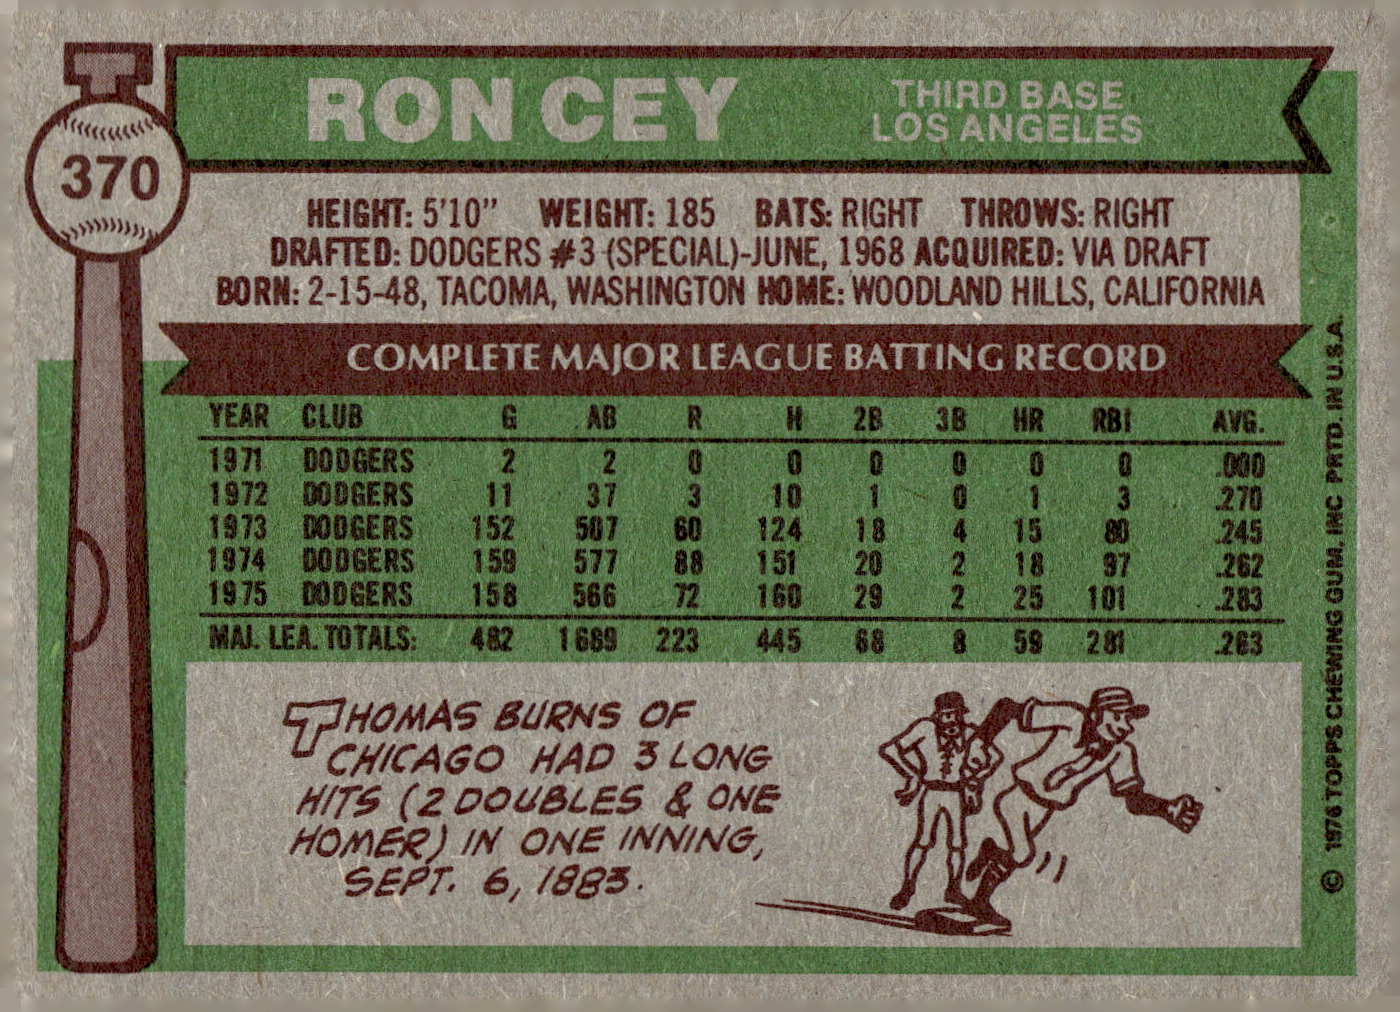 T
370
RON CEY
THIRD BASE
LOS ANGELES
HEIGHT: 5'10" WEIGHT: 185 BATS: RIGHT THROWS: RIGHT
DRAFTED: DODGERS #3 (SPECIAL)-JUNE, 1968 ACQUIRED: VIA DRAFT
BORN: 2-15-48, TACOMA, WASHINGTON HOME: WOODLAND HILLS, CALIFORNIA
COMPLETE MAJOR LEAGUE BATTING RECORD
YEAR CLUB G AB R H 2B 3B HR RBI AVG.
1971 DODGERS 2 2 0 0 0 0 0 0 .000
1972 DODGERS 11 37 3 10 1 0 1 3 .270
1973 DODGERS 152 507 60 124 18 4 15 80 .245
1974 DODGERS 159 577 88 151 20 2 18 97 .262
1975 DODGERS 158 566 72 160 29 2 25 101 .283
MAJ. LEA. TOTALS: 482 1689 223 445 68 8 59 281 .263
THOMAS BURNS OF
CHICAGO HAD 3 LONG
HITS (2 DOUBLES & ONE
HOMER) IN ONE INNING,
SEPT. 6, 1883.
© 1976 TOPPS CHEWING GUM, INC PRTD. IN U.S.A.